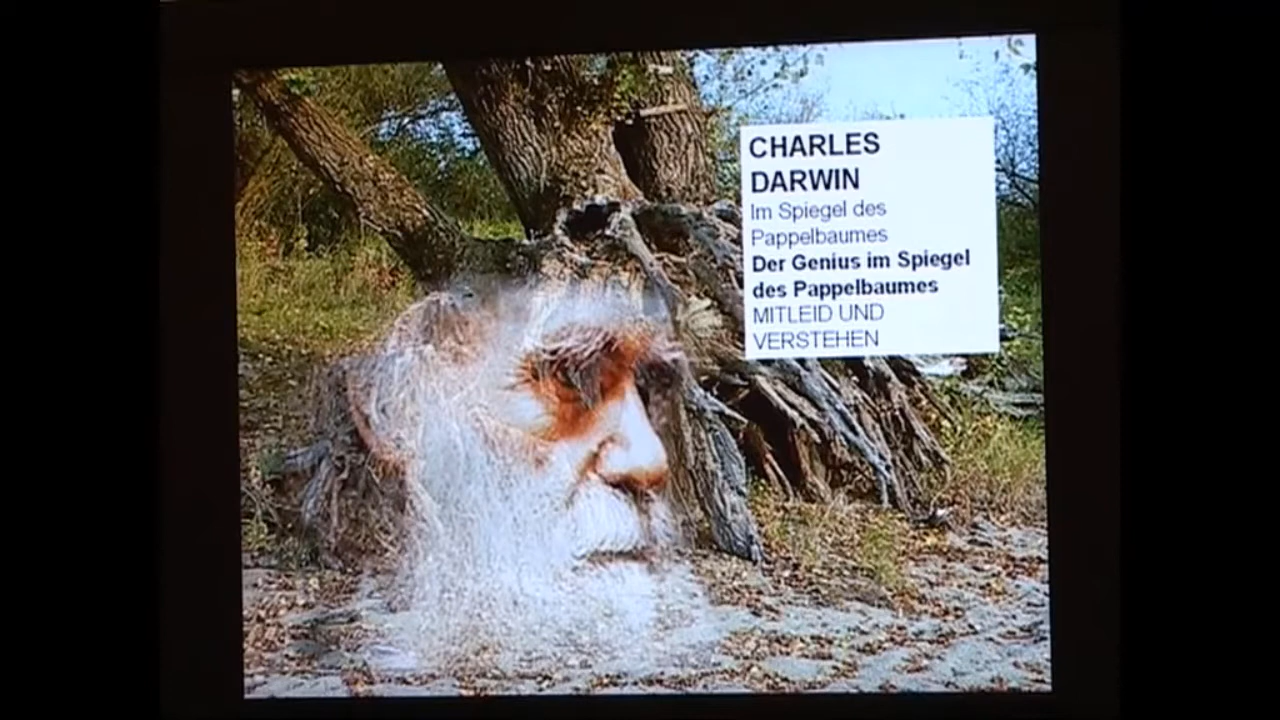 CHARLES
DARWIN
Im Spiegel des
Pappelbaumes
Der Genius im Spiegel
des Pappelbaumes
MITLEID UND
VERSTEHEN